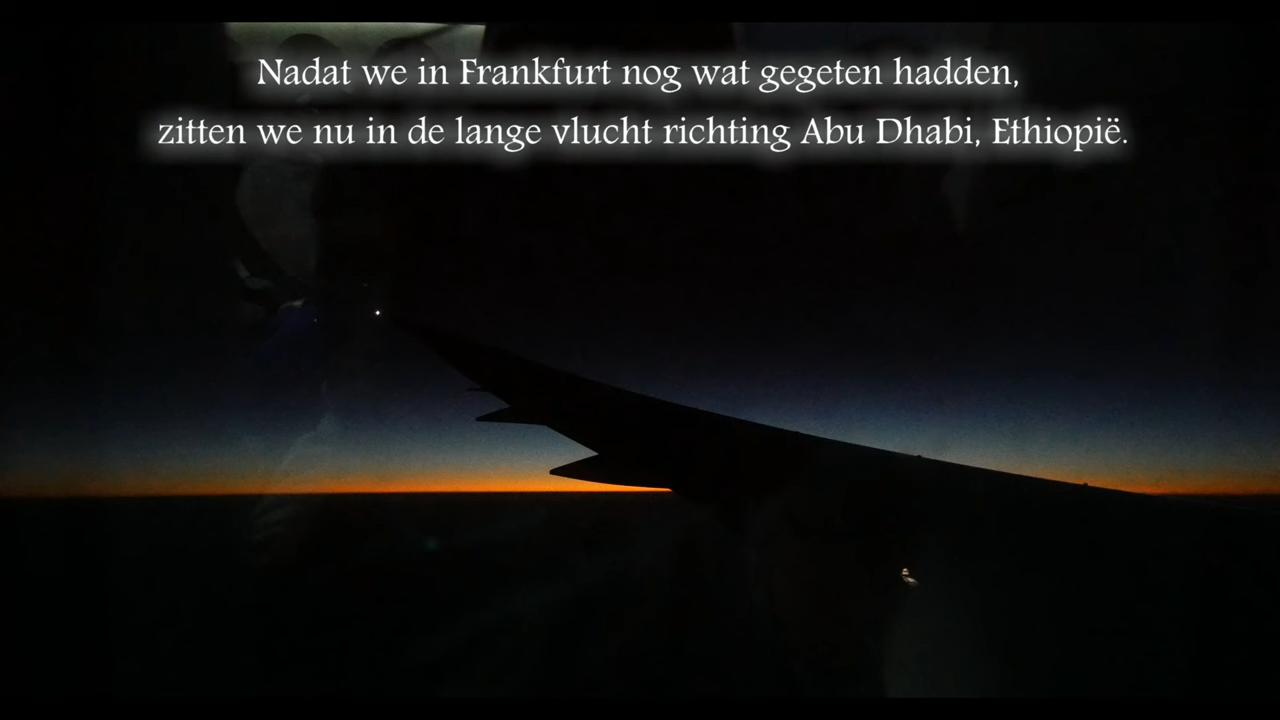 Nadat we in Frankfurt nog wat gegeten hadden,
zitten we nu in de lange vlucht richting Abu Dhabi, Ethiopië.